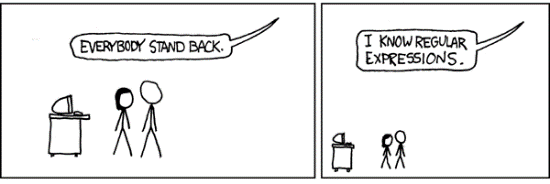 EVERYBODY STAND BACK.
I KNOW REGULAR
EXPRESSIONS.